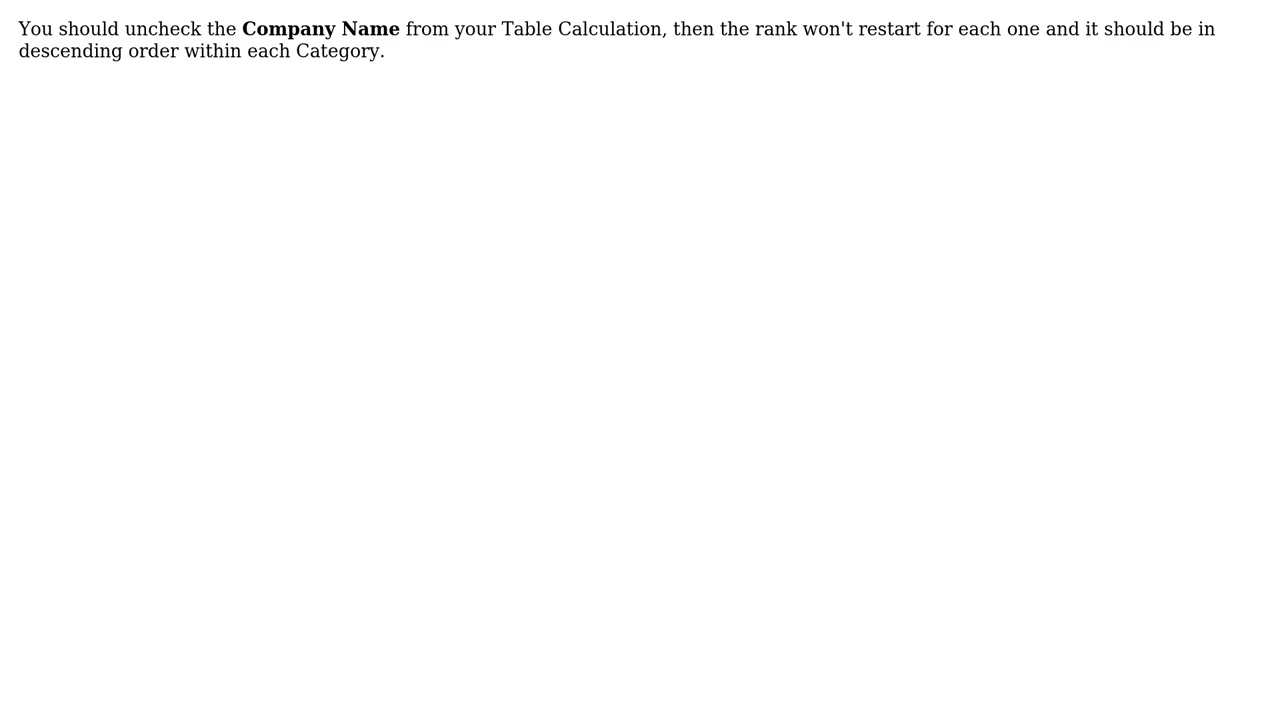 You should uncheck the Company Name from your Table Calculation, then the rank won't restart for each one and it should be in
descending order within each Category.